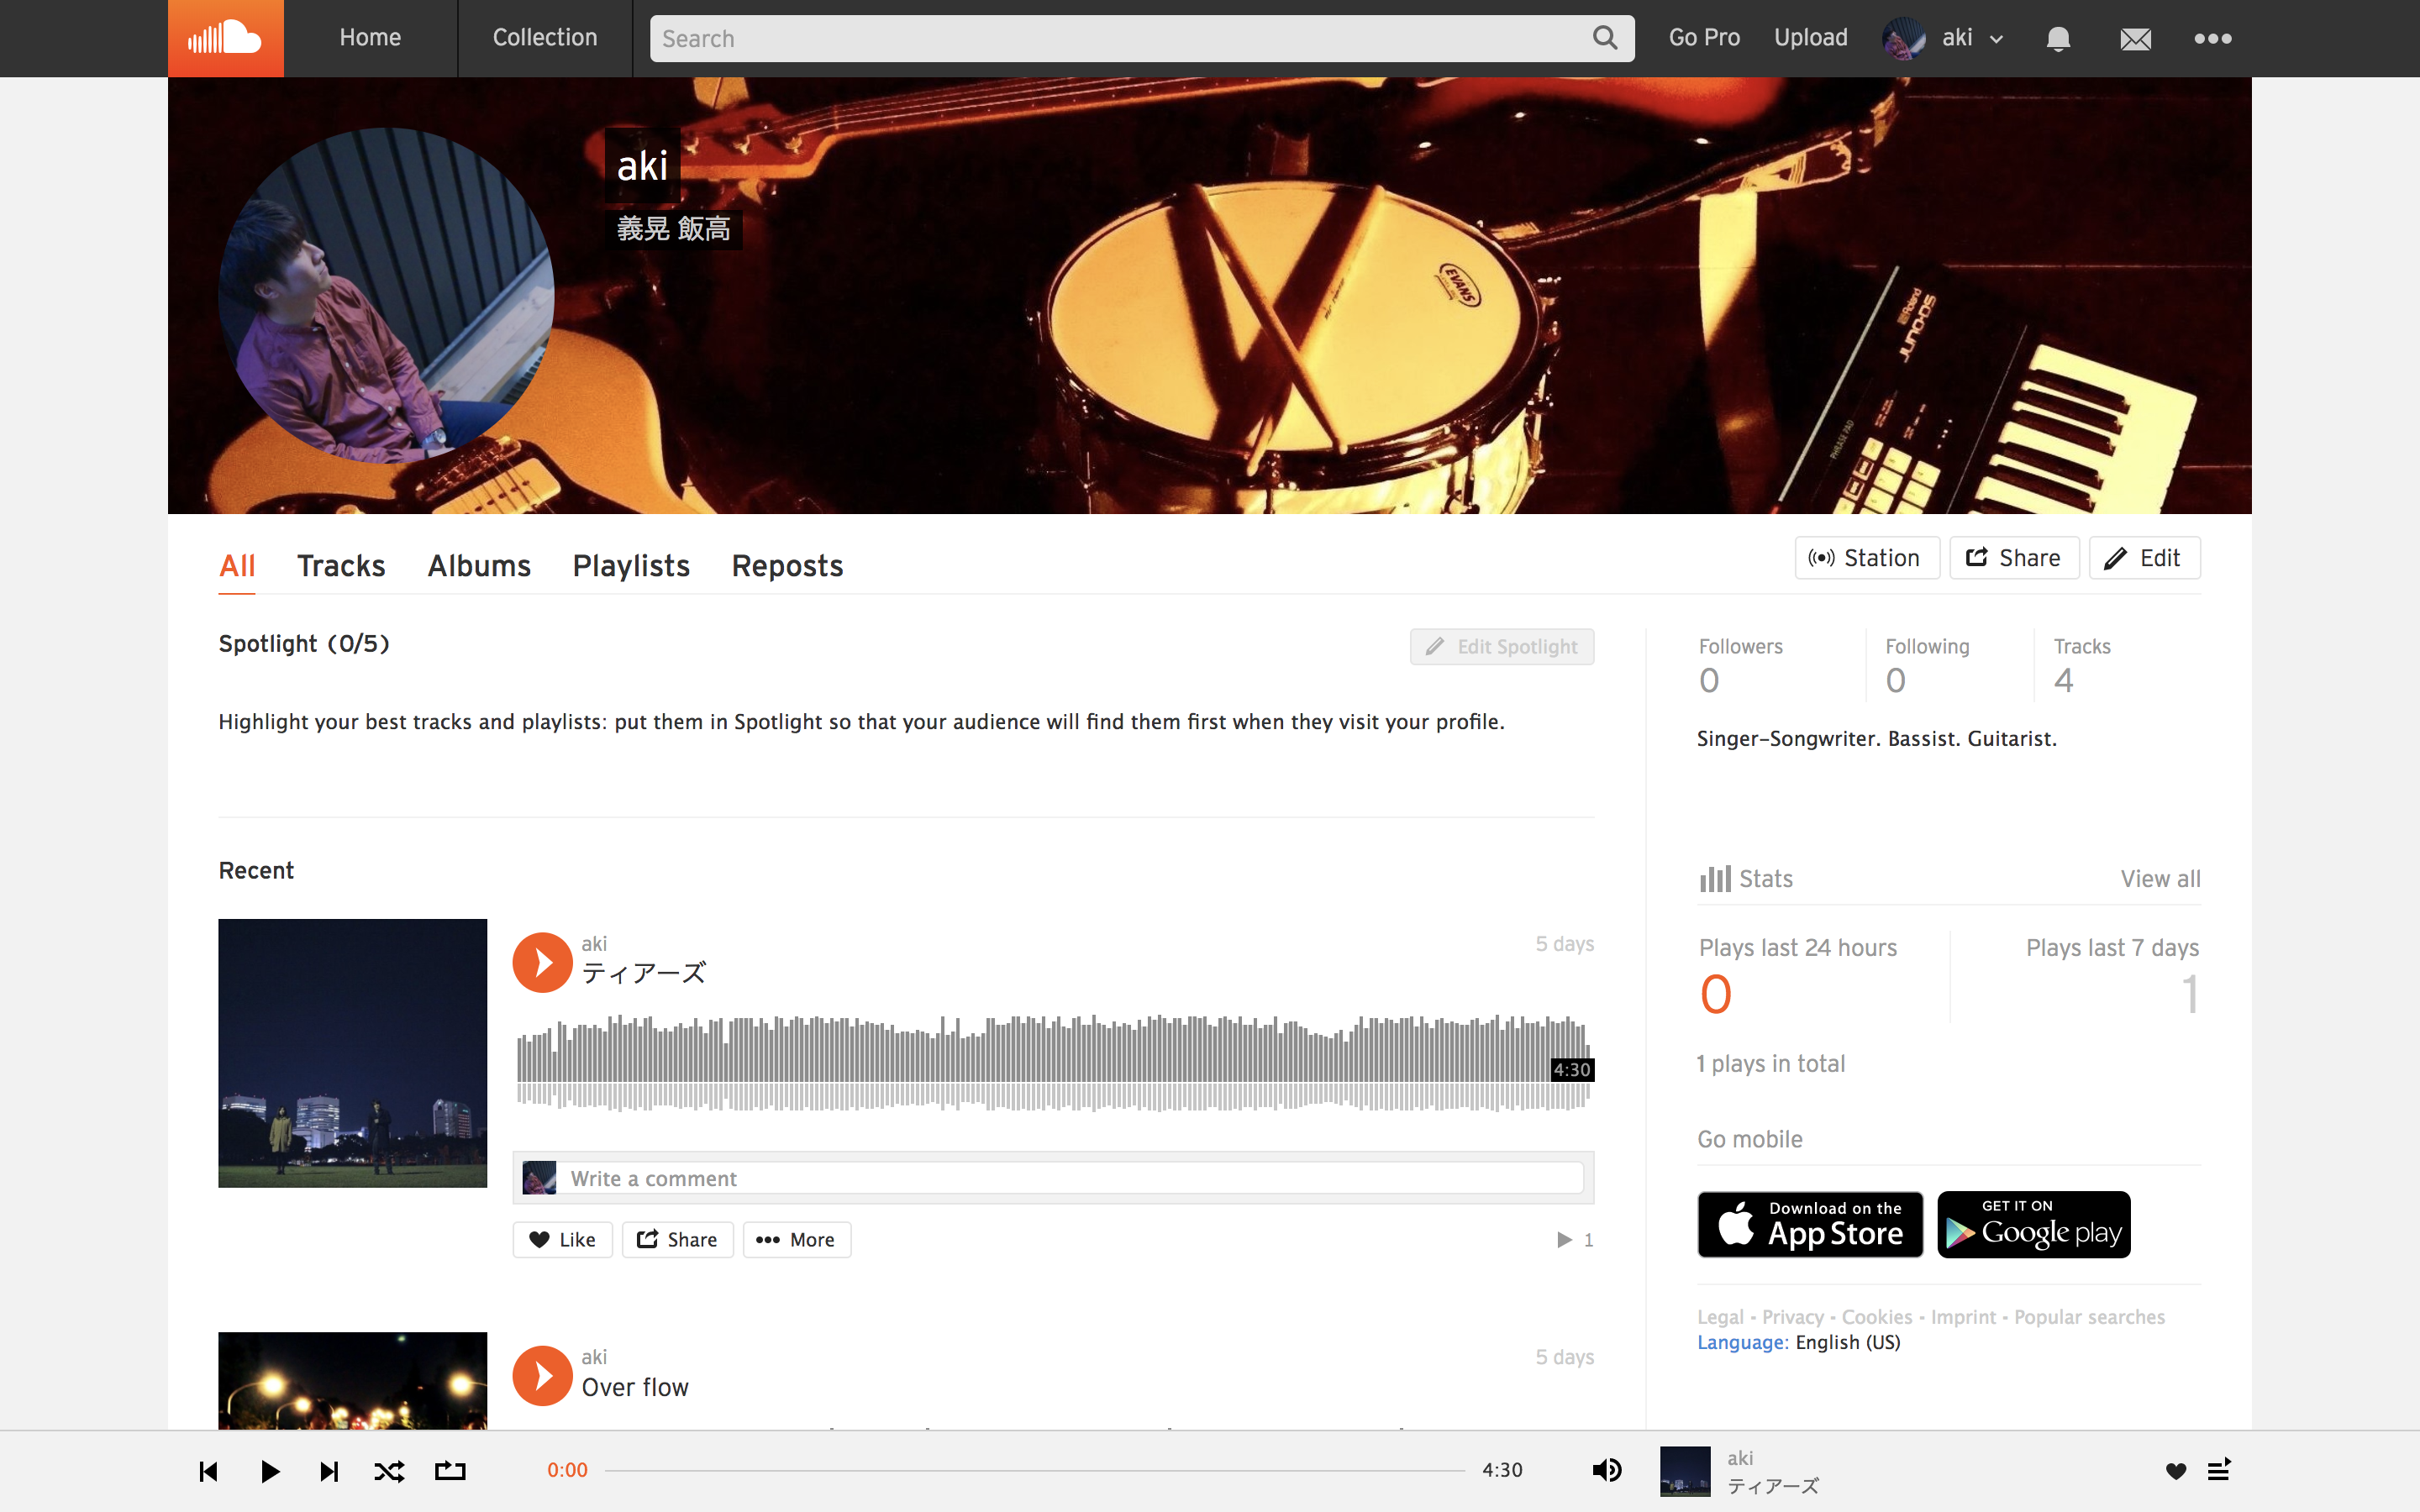 Home
Collection
Search
Go Pro
Upload
aki
aki
義晃 飯高
EVANS
Roland
JUNO-DS
PHRASE PAD
All
Tracks
Albums
Playlists
Reposts
Station
Share
Edit
Spotlight (0/5)
Edit Spotlight
Highlight your best tracks and playlists: put them in Spotlight so that your audience will find them first when they visit your profile.
Followers
0
Following
0
Tracks
4
Singer-Songwriter. Bassist. Guitarist.
Recent
aki
5 days
ティアーズ
4:30
Write a comment
Like
Share
More
1
aki
5 days
Over flow
Stats
View all
Plays last 24 hours
0
Plays last 7 days
1
1 plays in total
Go mobile
Download on the
App Store
GET IT ON
Google play
Legal - Privacy - Cookies - Imprint - Popular searches
Language: English (US)
0:00
4:30
aki
ティアーズ